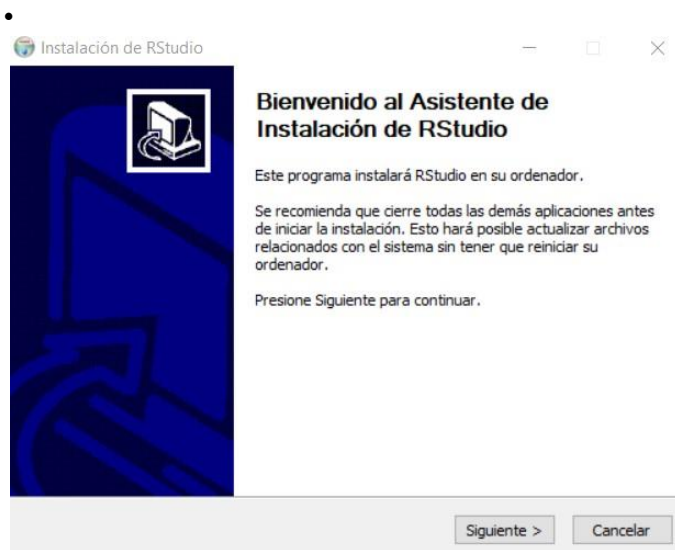 Instalación de RStudio
Bienvenido al Asistente de
Instalación de RStudio
Este programa instalará RStudio en su ordenador.
Se recomienda que cierre todas las demás aplicaciones antes
de iniciar la instalación. Esto hará posible actualizar archivos
relacionados con el sistema sin tener que reiniciar su
ordenador.
Presione Siguiente para continuar.
Siguiente >
Cancelar